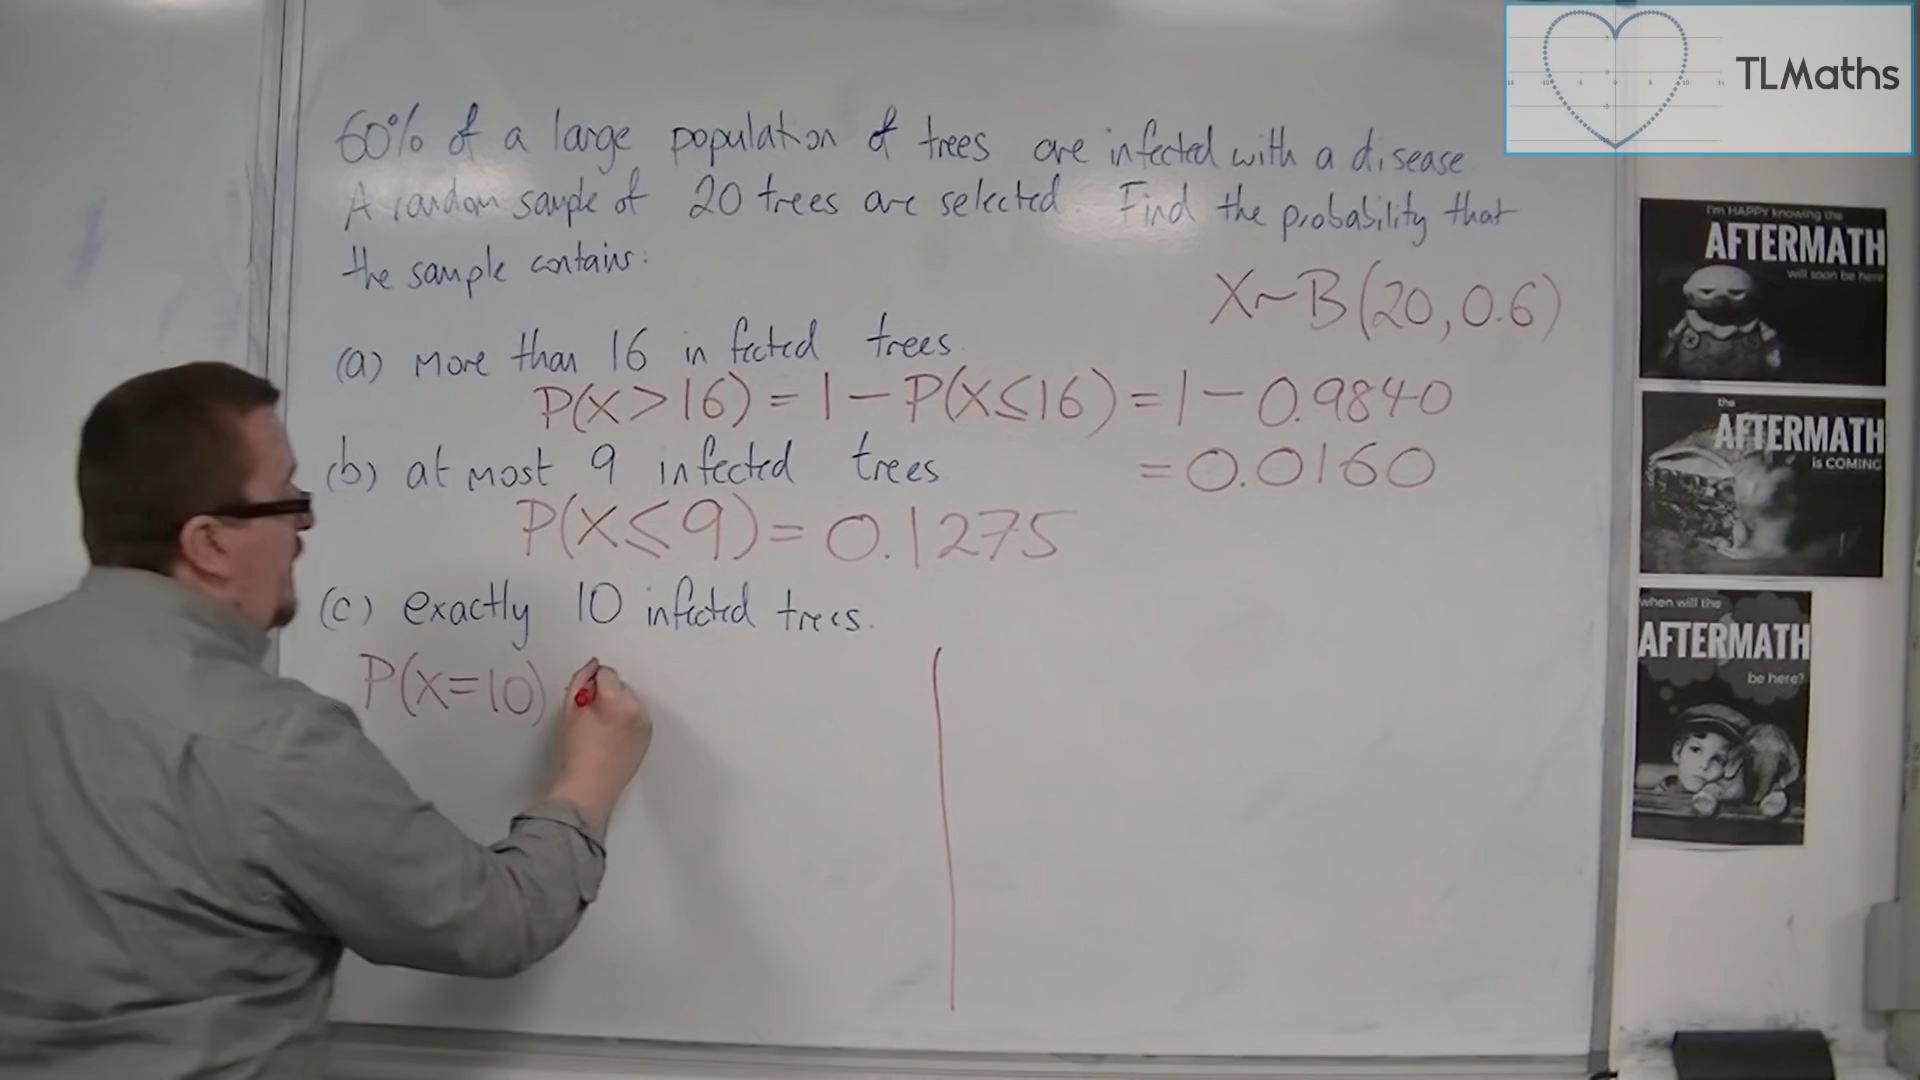 TLMaths
60% of a large population of trees are infected with a disease.
A random sample of 20 trees are selected. Find the probability that
the sample contains:
X~B(20,0.6)
(a) more than 16 infected trees.
P(X>16) = 1 - P(X≤16) = 1 - 0.9840
= 0.0160
(b) at most 9 infected trees
P(X≤9) = 0.1275
(c) exactly 10 infected trees.
P(X=10)
I'm HAPPY knowing the
AFTERMATH
will soon be here
the
AFTERMATH
is COMING
when will the
AFTERMATH
be here?